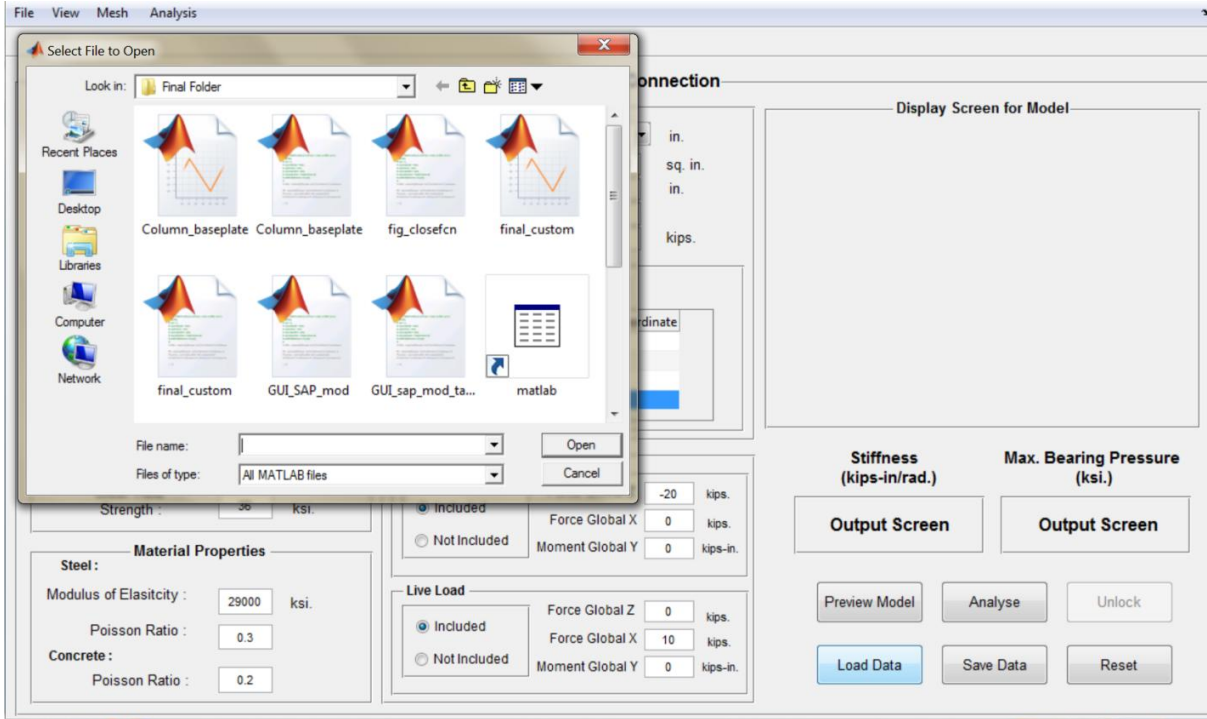 File View Mesh Analysis
Select File to Open
Look in: Final Folder
Recent Places
Desktop
Libraries
Computer
Network
Column_baseplate Column_baseplate fig_closefcn final_custom
final_custom GUI_SAP_mod GUI_sap_mod_ta... matlab
File name: Open
Files of type: All MATLAB files Cancel
onnection
in.
sq. in.
in.
kips.
rdinate
Display Screen for Model
Strength : 36 ksi.
Material Properties
Steel :
Modulus of Elasitcity : 29000 ksi.
Poisson Ratio : 0.3
Concrete :
Poisson Ratio : 0.2
Included
Not Included
-20 kips.
Force Global X 0 kips.
Moment Global Y 0 kips-in.
Live Load
Included
Not Included
Force Global Z 0 kips.
Force Global X 10 kips.
Moment Global Y 0 kips-in.
Stiffness
(kips-in/rad.)
Output Screen
Max. Bearing Pressure
(ksi.)
Output Screen
Preview Model Analyse Unlock
Load Data Save Data Reset